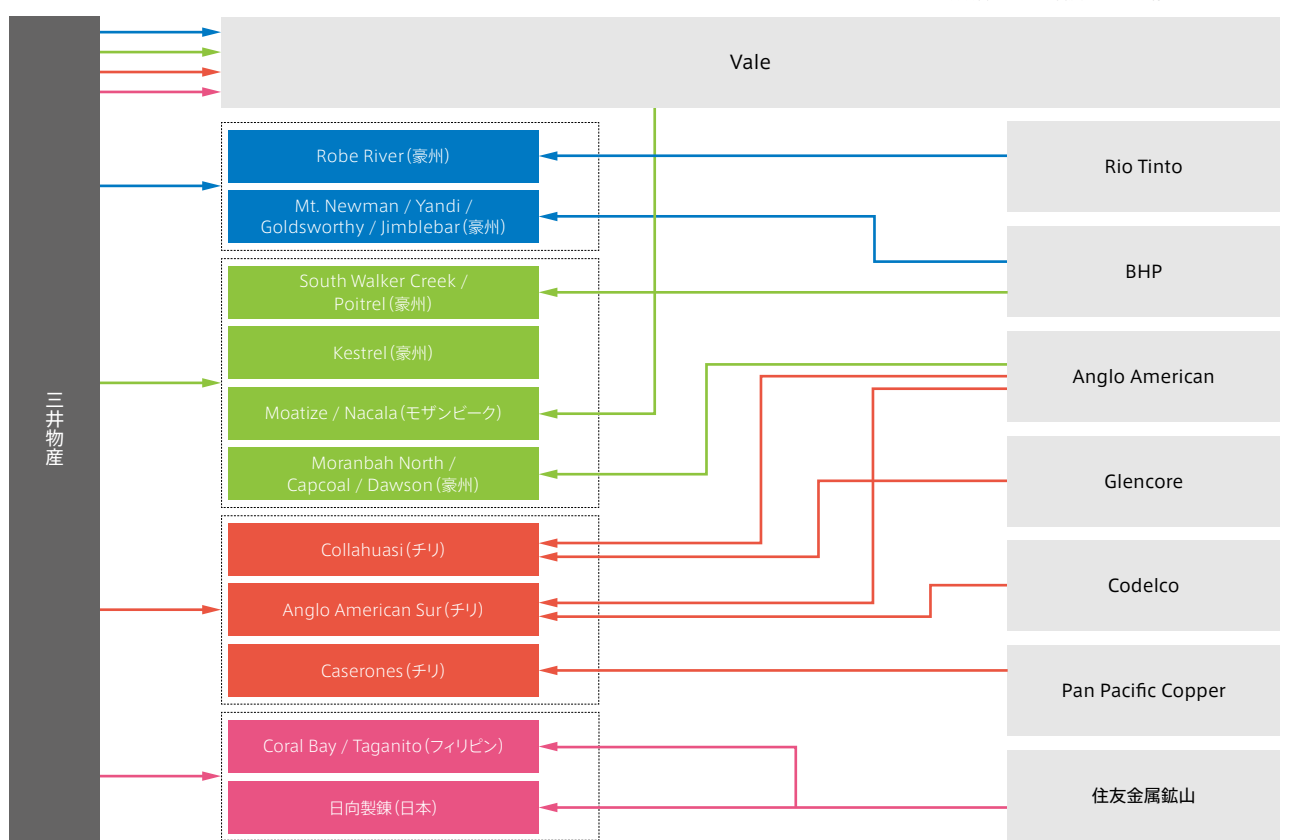 三井物産
Vale
Robe River(豪州)
Mt. Newman / Yandi /
Goldsworthy / Jimblebar(豪州)
South Walker Creek /
Poitrel(豪州)
Kestrel(豪州)
Moatize / Nacala(モザンビーク)
Moranbah North /
Capcoal / Dawson(豪州)
Collahuasi(チリ)
Anglo American Sur(チリ)
Caserones(チリ)
Coral Bay / Taganito(フィリピン)
日向製錬(日本)
Rio Tinto
BHP
Anglo American
Glencore
Codelco
Pan Pacific Copper
住友金属鉱山